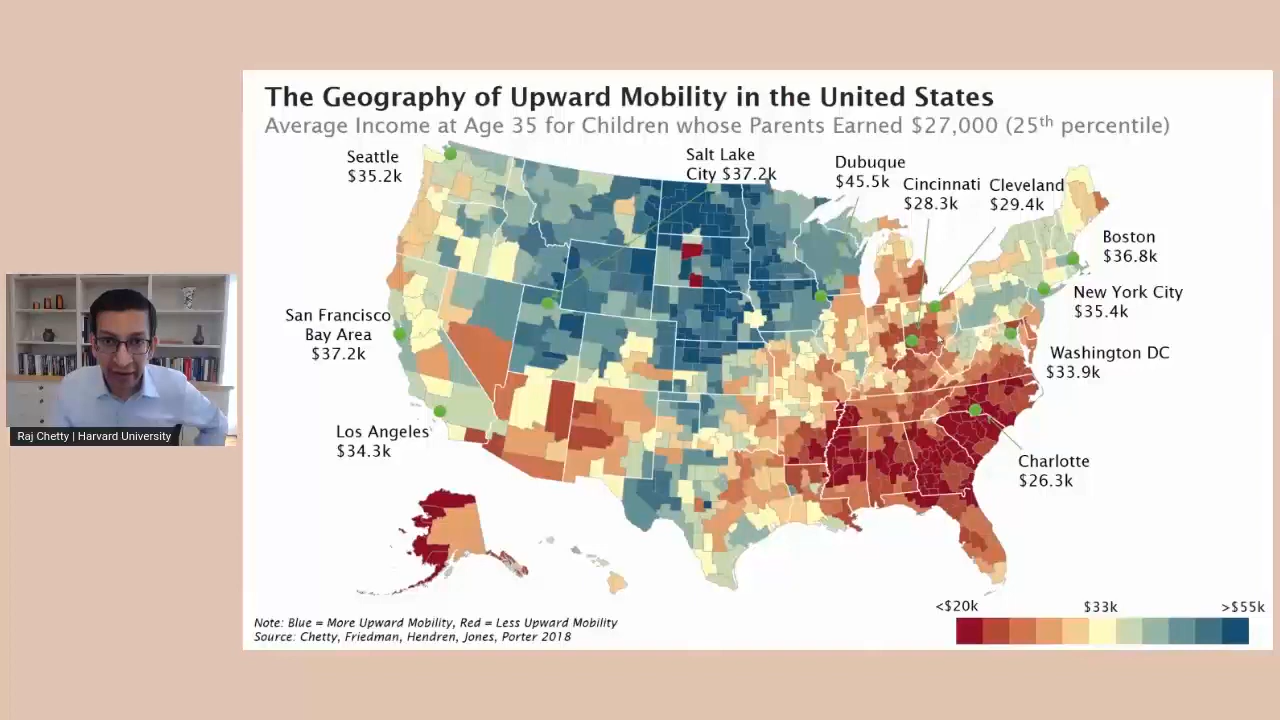 The Geography of Upward Mobility in the United States
Average Income at Age 35 for Children whose Parents Earned $27,000 (25th percentile)
Seattle
$35.2k
Salt Lake
City $37.2k
Dubuque
$45.5k
Cincinnati
$28.3k
Cleveland
$29.4k
Boston
$36.8k
New York City
$35.4k
San Francisco
Bay Area
$37.2k
Washington DC
$33.9k
Los Angeles
$34.3k
Charlotte
$26.3k
Raj Chetty | Harvard University
<$20k
$33k
>$55k
Note: Blue = More Upward Mobility, Red = Less Upward Mobility
Source: Chetty, Friedman, Hendren, Jones, Porter 2018